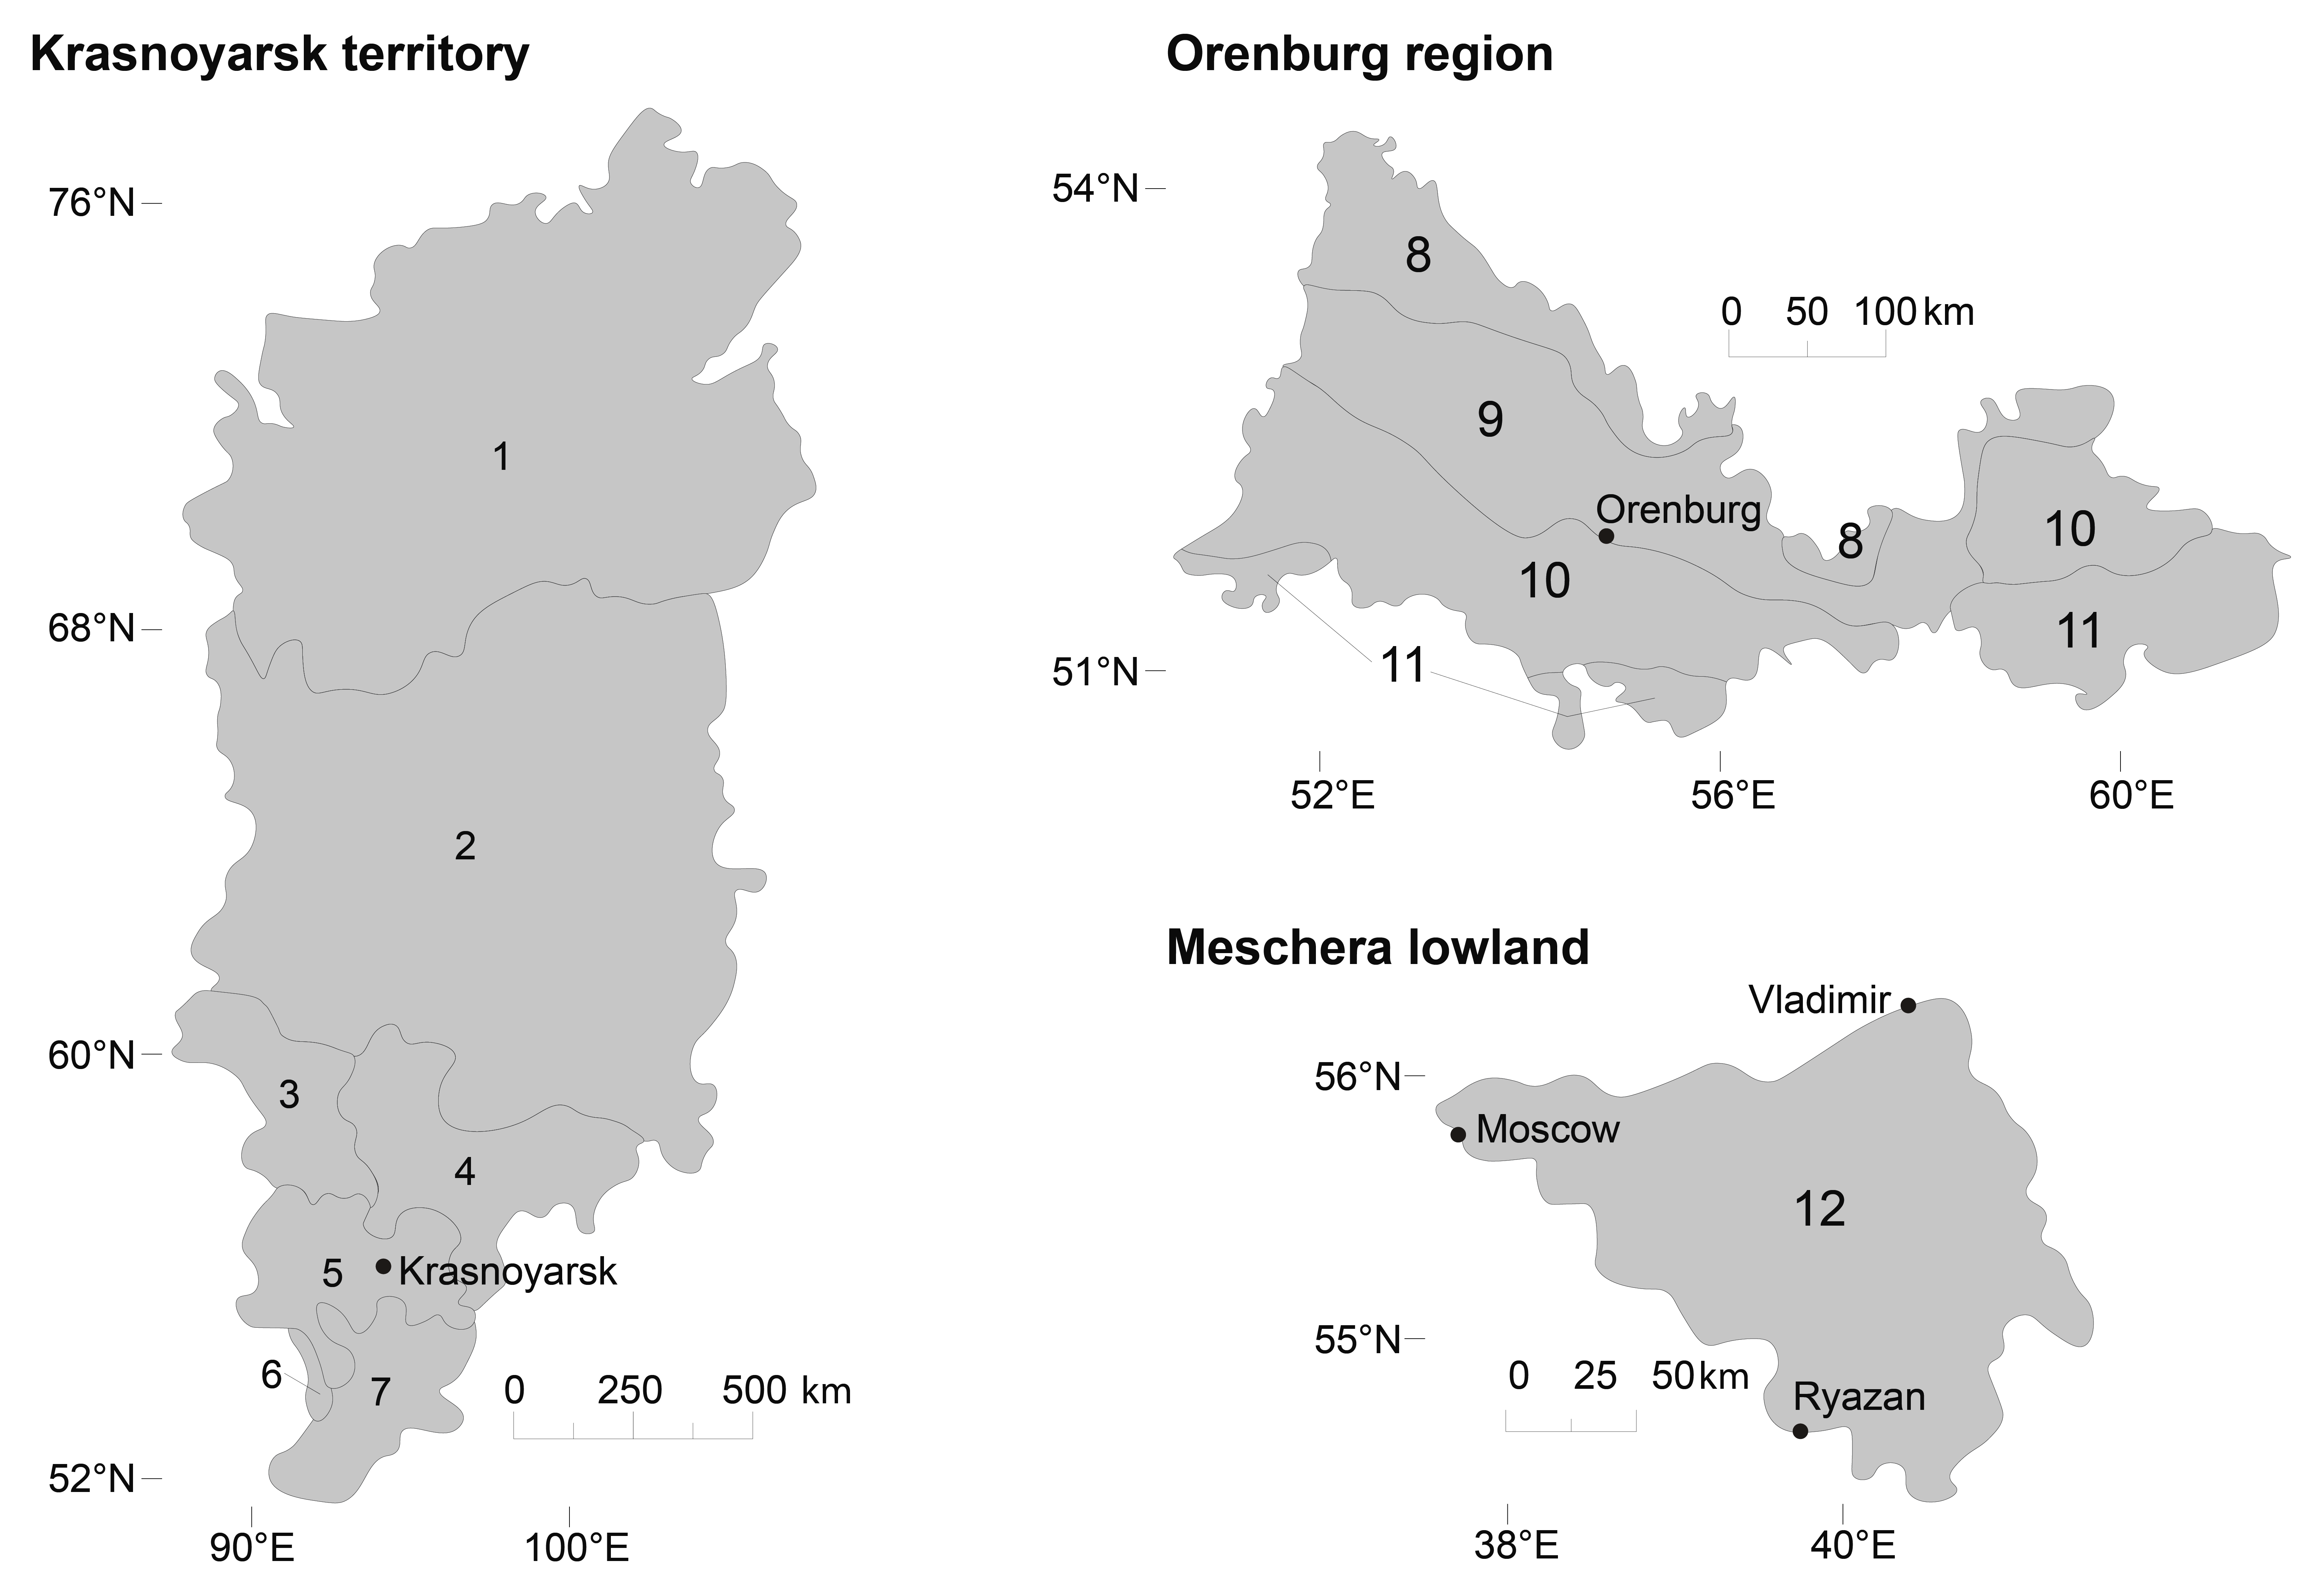 Krasnoyarsk territory
76°N
1
68°N
2
60°N
3
4
5
Krasnoyarsk
6
7
0 250 500 km
52°N
90°E 100°E
Orenburg region
54°N
8
0 50 100 km
9
Orenburg
8
10
10
11
11
51°N
52°E 56°E 60°E
Meschera lowland
Vladimir
56°N
Moscow
12
55°N
0 25 50 km
Ryazan
38°E 40°E